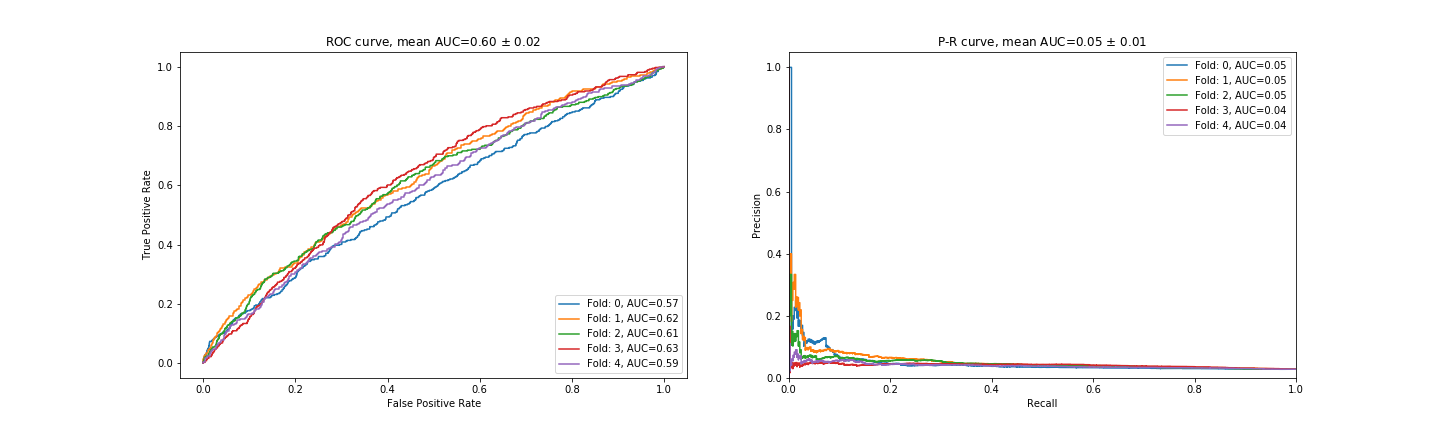 ROC curve, mean AUC=0.60 ± 0.02
True Positive Rate
1.0
0.8
0.6
0.4
0.2
0.0
0.0 0.2 0.4 0.6 0.8 1.0
False Positive Rate
Fold: 0, AUC=0.57
Fold: 1, AUC=0.62
Fold: 2, AUC=0.61
Fold: 3, AUC=0.63
Fold: 4, AUC=0.59
P-R curve, mean AUC=0.05 ± 0.01
Precision
1.0
0.8
0.6
0.4
0.2
0.0
0.0 0.2 0.4 0.6 0.8 1.0
Recall
Fold: 0, AUC=0.05
Fold: 1, AUC=0.05
Fold: 2, AUC=0.05
Fold: 3, AUC=0.04
Fold: 4, AUC=0.04